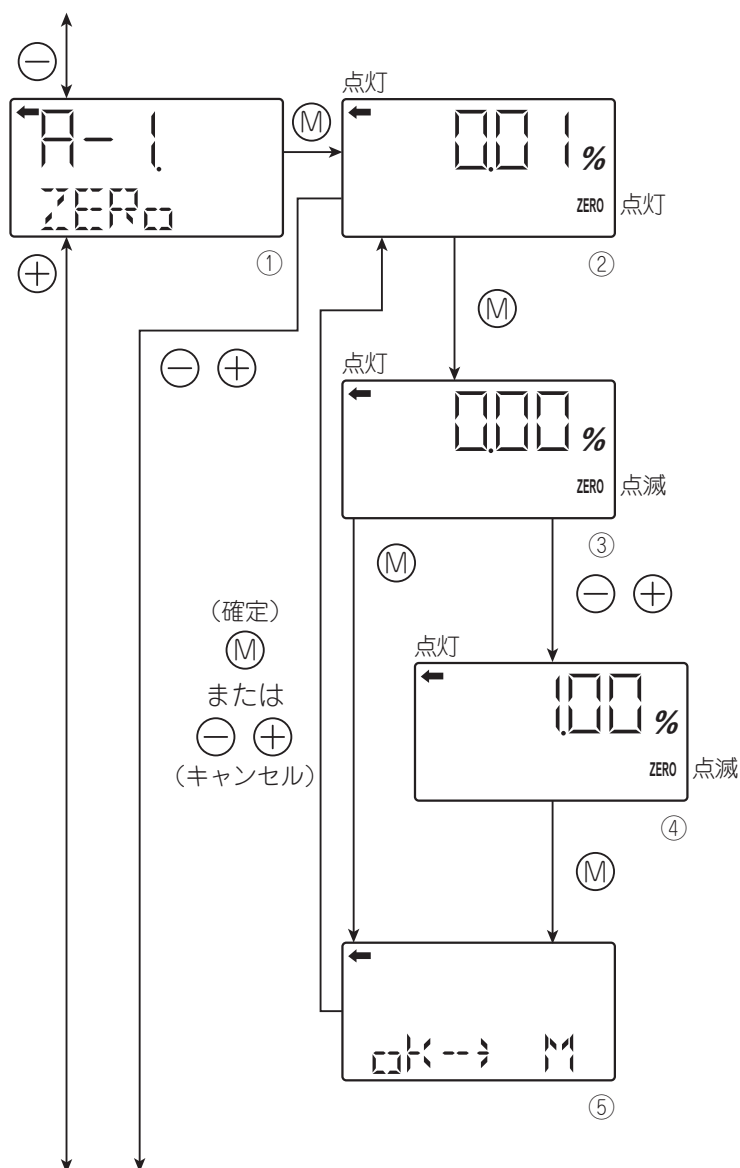 ⊖
点灯
← A-1.
Ⓜ
← 0.01 %
ZERo
ZERO 点灯
⊕
①
②
Ⓜ
⊖ ⊕
点灯
← 0.00 %
ZERO 点滅
③
Ⓜ
⊖ ⊕
(確定)
Ⓜ
または
⊖ ⊕
(キャンセル)
点灯
← 1.00 %
ZERO 点滅
④
Ⓜ
←
oK--→ M
⑤